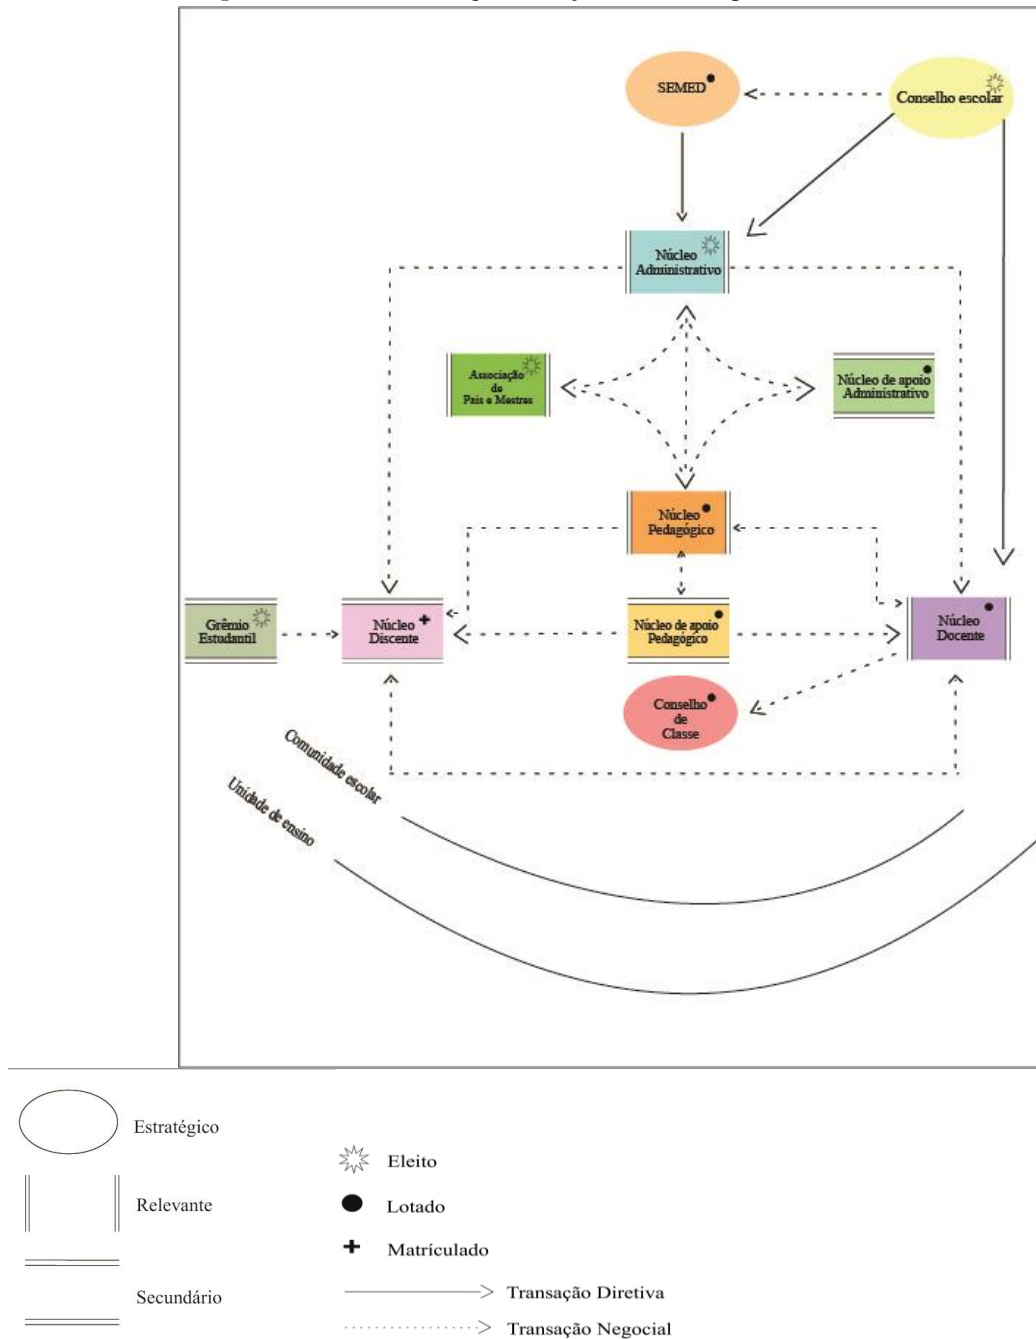 SEMED
Conselho escolar
Núcleo
Administrativo
Associação
de
Pais e Mestres
Núcleo de apoio
Administrativo
Núcleo
Pedagógico
Grêmio
Estudantil
Núcleo
Discente
Núcleo de apoio
Pedagógico
Núcleo
Docente
Conselho
de
Classe
Comunidade escolar
Unidade de ensino
Estratégico
Eleito
Relevante
Lotado
Matrículado
Secundário
Transação Diretiva
Transação Negocial